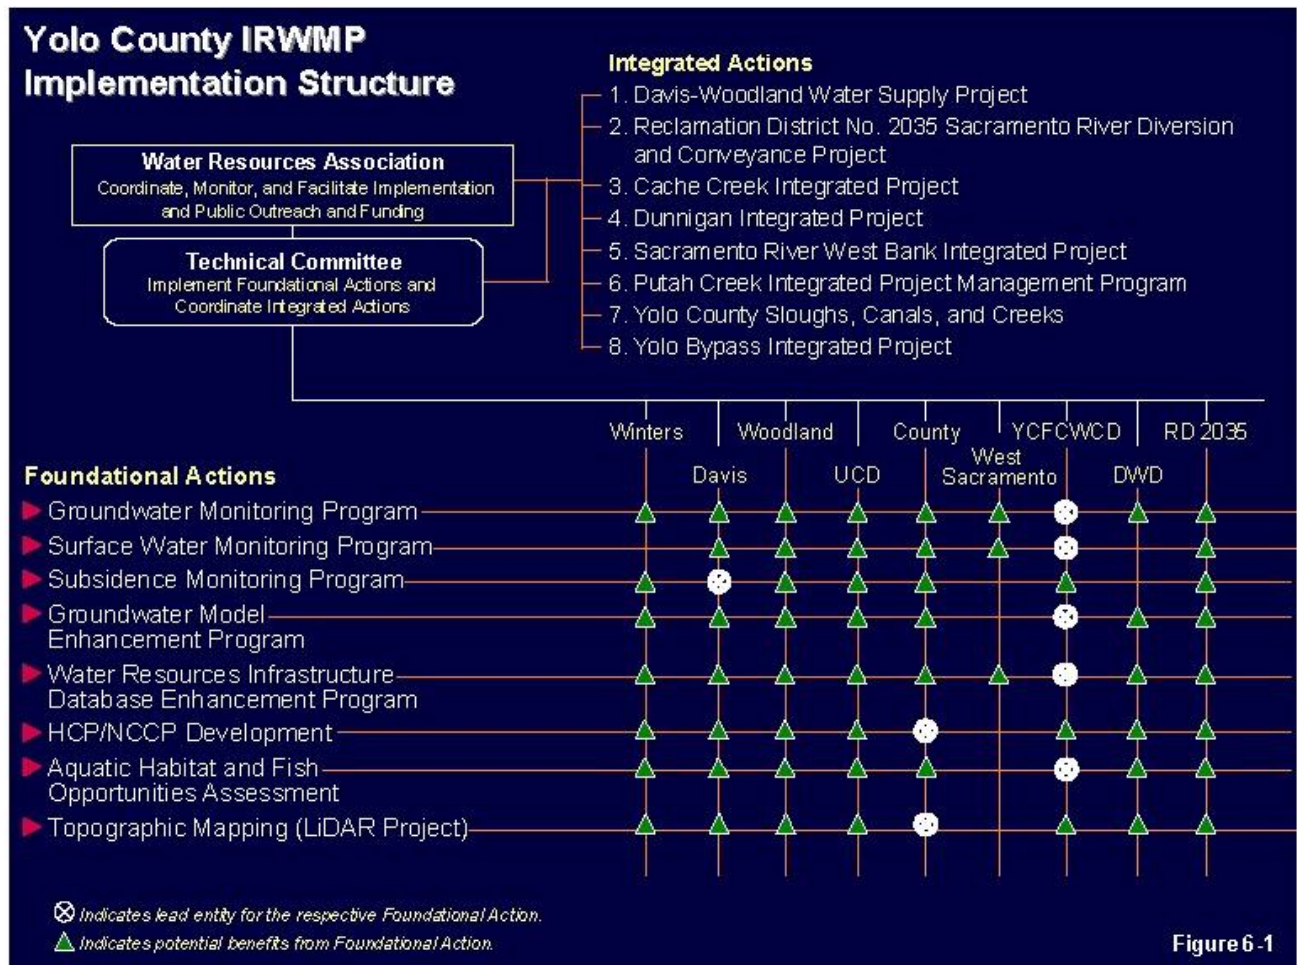 Yolo County IRWMP
Implementation Structure
Integrated Actions
1. Davis-Woodland Water Supply Project
2. Reclamation District No. 2035 Sacramento River Diversion
and Conveyance Project
3. Cache Creek Integrated Project
4. Dunnigan Integrated Project
5. Sacramento River West Bank Integrated Project
6. Putah Creek Integrated Project Management Program
7. Yolo County Sloughs, Canals, and Creeks
8. Yolo Bypass Integrated Project
Water Resources Association
Coordinate, Monitor, and Facilitate Implementation
and Public Outreach and Funding
Technical Committee
Implement Foundational Actions and
Coordinate Integrated Actions
Winters Woodland County YCFCWCD RD 2035
Davis UCD West
Sacramento DWD
Foundational Actions
Groundwater Monitoring Program
Surface Water Monitoring Program
Subsidence Monitoring Program
Groundwater Model
Enhancement Program
Water Resources Infrastructure
Database Enhancement Program
HCP/NCCP Development
Aquatic Habitat and Fish
Opportunities Assessment
Topographic Mapping (LiDAR Project)
Indicates lead entity for the respective Foundational Action.
Indicates potential benefits from Foundational Action.
Figure 6-1